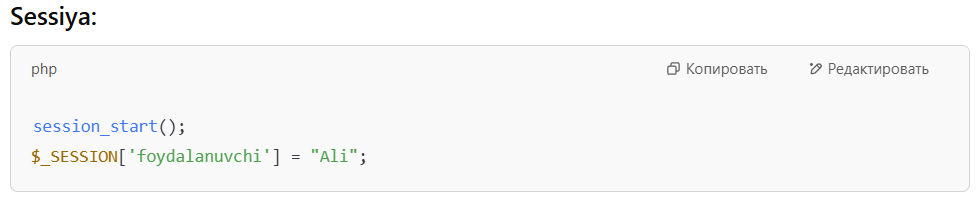 Sessiya:
php Копировать Редактировать
session_start();
$_SESSION['foydalanuvchi'] = "Ali";